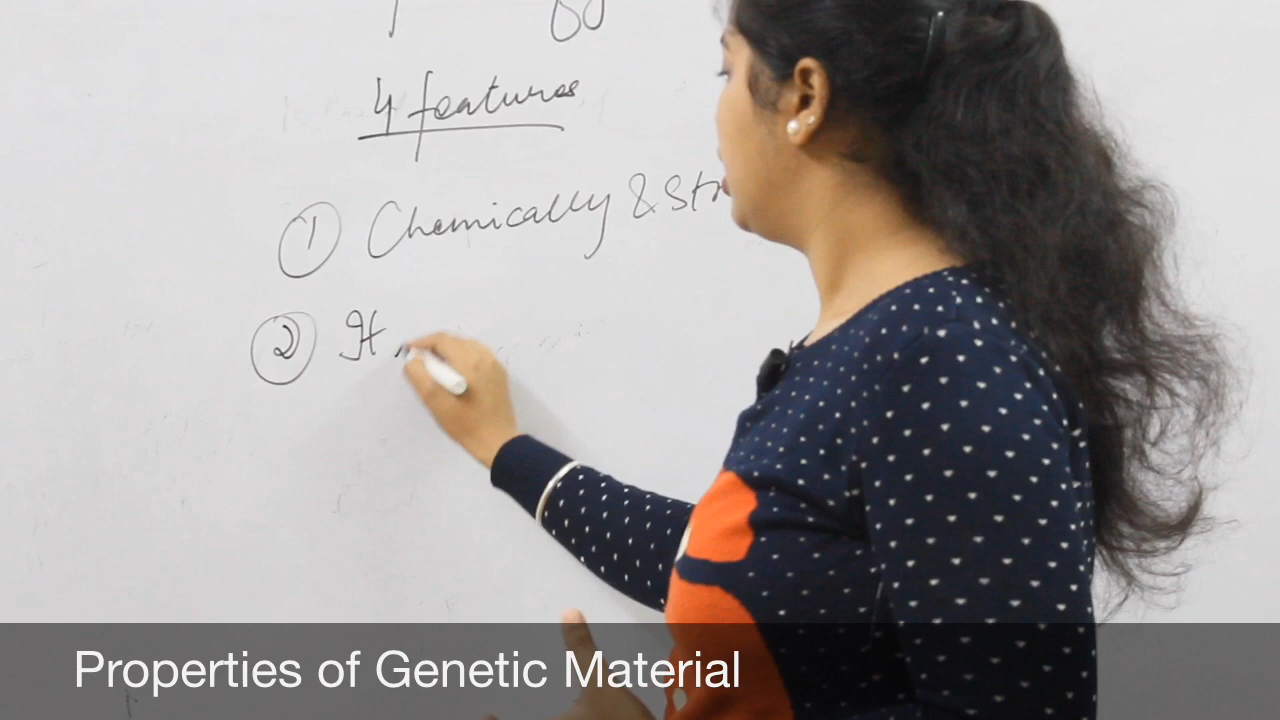 4 features
① Chemically & Str
② It
Properties of Genetic Material